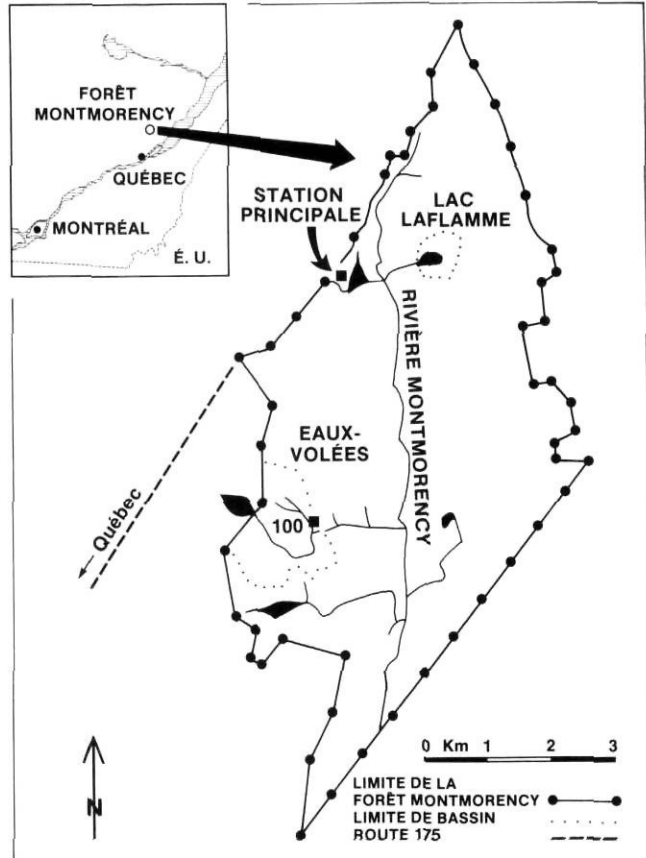 FORÊT
MONTMORENCY
QUÉBEC
MONTRÉAL
É. U.
STATION
PRINCIPALE
LAC
LAFLAMME
RIVIÈRE MONTMORENCY
EAUX-
VOLÉES
100
Québec
N
0 Km 1 2 3
LIMITE DE LA
FORÊT MONTMORENCY
LIMITE DE BASSIN
ROUTE 175